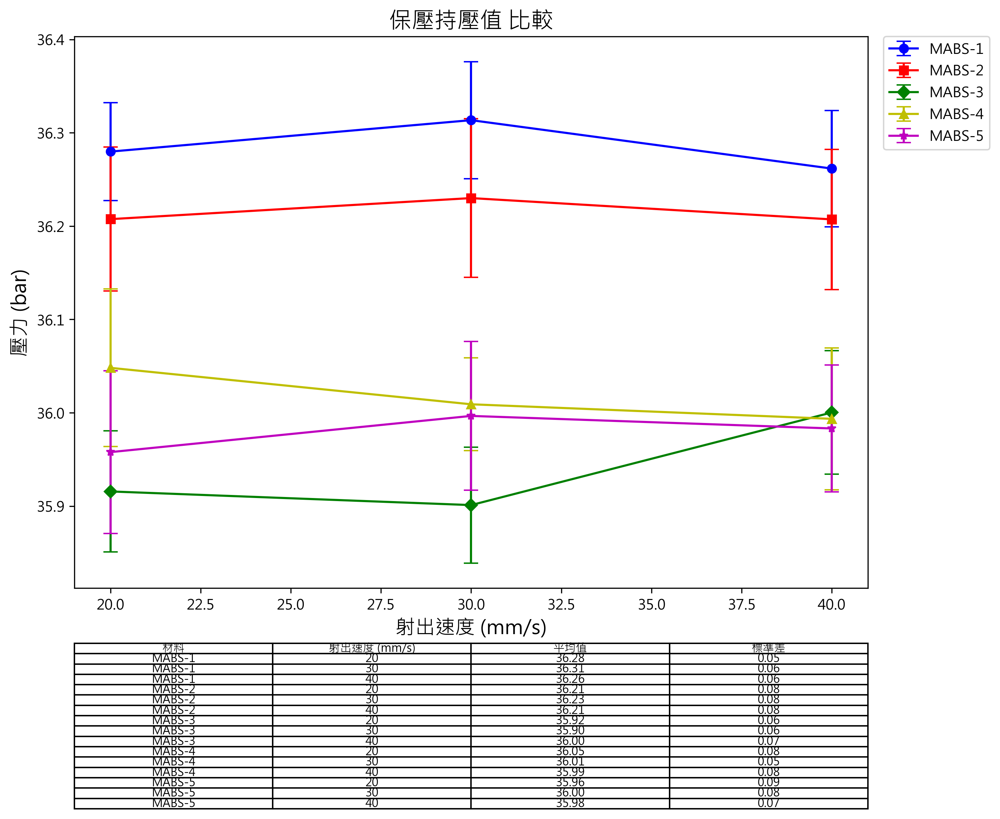 保壓持壓值 比較
36.4
36.3
36.2
36.1
36.0
35.9
壓力 (bar)
MABS-1
MABS-2
MABS-3
MABS-4
MABS-5
20.0 22.5 25.0 27.5 30.0 32.5 35.0 37.5 40.0
射出速度 (mm/s)
材料 射出速度 (mm/s) 平均值 標準差
MABS-1 20 36.28 0.05
MABS-1 30 36.31 0.06
MABS-1 40 36.26 0.06
MABS-2 20 36.21 0.08
MABS-2 30 36.23 0.08
MABS-2 40 36.21 0.08
MABS-3 20 35.92 0.06
MABS-3 30 35.90 0.06
MABS-3 40 36.00 0.07
MABS-4 20 36.05 0.08
MABS-4 30 36.01 0.05
MABS-4 40 35.99 0.08
MABS-5 20 35.96 0.09
MABS-5 30 36.00 0.08
MABS-5 40 35.98 0.07